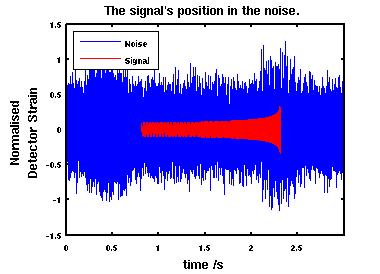 The signal's position in the noise.
1.5
Noise
Signal
1
0.5
0
-0.5
-1
-1.5
Normalised
Detector Strain
0 0.5 1 1.5 2 2.5
time /s